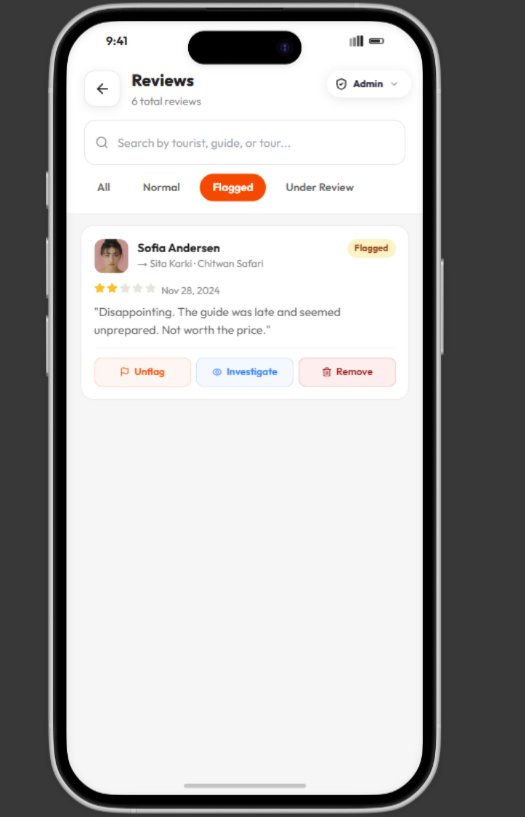 9:41
Reviews
6 total reviews
Admin
Search by tourist, guide, or tour...
All Normal Flagged Under Review
Sofia Andersen
Flagged
→ Sita Karki · Chitwan Safari
Nov 28, 2024
"Disappointing. The guide was late and seemed
unprepared. Not worth the price."
Unflag Investigate Remove